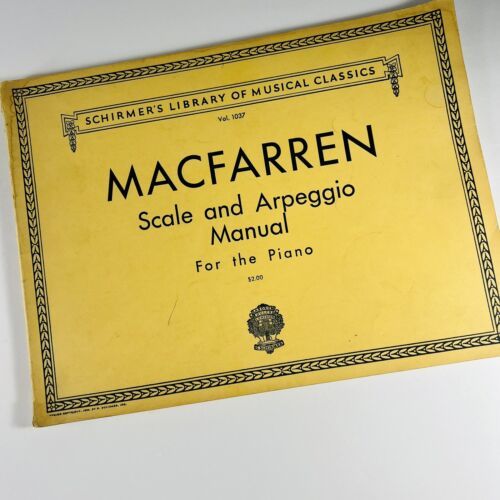 SCHIRMER'S LIBRARY OF MUSICAL CLASSICS
Vol. 1037
MACFARREN
Scale and Arpeggio
Manual
For the Piano
$2.00